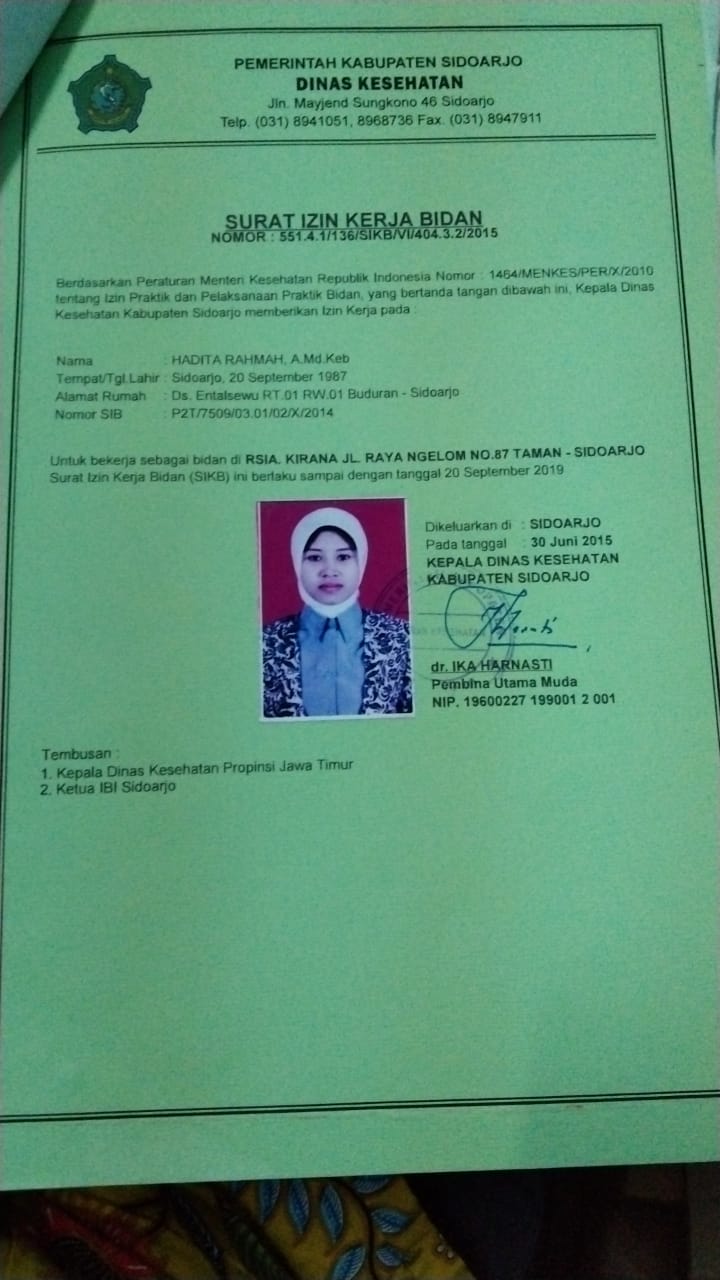 PEMERINTAH KABUPATEN SIDOARJO
DINAS KESEHATAN
Jln. Mayjend Sungkono 46 Sidoarjo
Telp. (031) 8941051, 8968736 Fax. (031) 8947911
SURAT IZIN KERJA BIDAN
NOMOR : 551.4.1/136/SIKB/VI/404.3.2/2015
Berdasarkan Peraturan Menteri Kesehatan Republik Indonesia Nomor : 1464/MENKES/PER/X/2010
tentang Izin Praktik dan Pelaksanaan Praktik Bidan, yang bertanda tangan dibawah ini, Kepala Dinas
Kesehatan Kabupaten Sidoarjo memberikan Izin Kerja pada :
Nama : HADITA RAHMAH, A.Md.Keb
Tempat/Tgl.Lahir : Sidoarjo, 20 September 1987
Alamat Rumah : Ds. Entalsewu RT.01 RW.01 Buduran - Sidoarjo
Nomor SIB : P2T/7509/03.01/02/X/2014
Untuk bekerja sebagai bidan di RSIA. KIRANA JL. RAYA NGELOM NO.87 TAMAN - SIDOARJO
Surat Izin Kerja Bidan (SIKB) ini berlaku sampai dengan tanggal 20 September 2019
Dikeluarkan di : SIDOARJO
Pada tanggal : 30 Juni 2015
KEPALA DINAS KESEHATAN
KABUPATEN SIDOARJO
dr. IKA HARNASTI
Pembina Utama Muda
NIP. 19600227 199001 2 001
Tembusan :
1. Kepala Dinas Kesehatan Propinsi Jawa Timur
2. Ketua IBI Sidoarjo